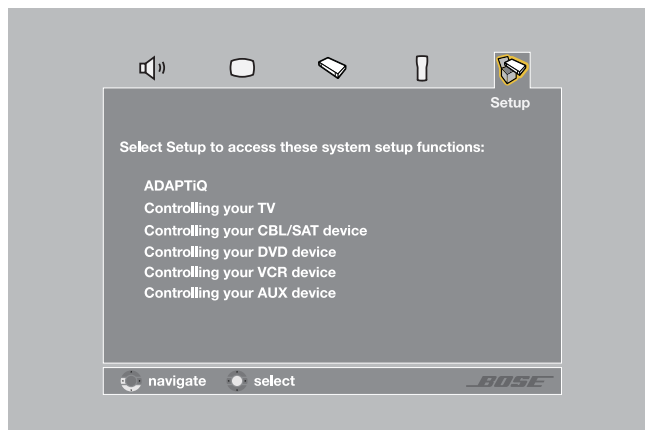 Setup
Select Setup to access these system setup functions:
ADAPTiQ
Controlling your TV
Controlling your CBL/SAT device
Controlling your DVD device
Controlling your VCR device
Controlling your AUX device
navigate select BOSE